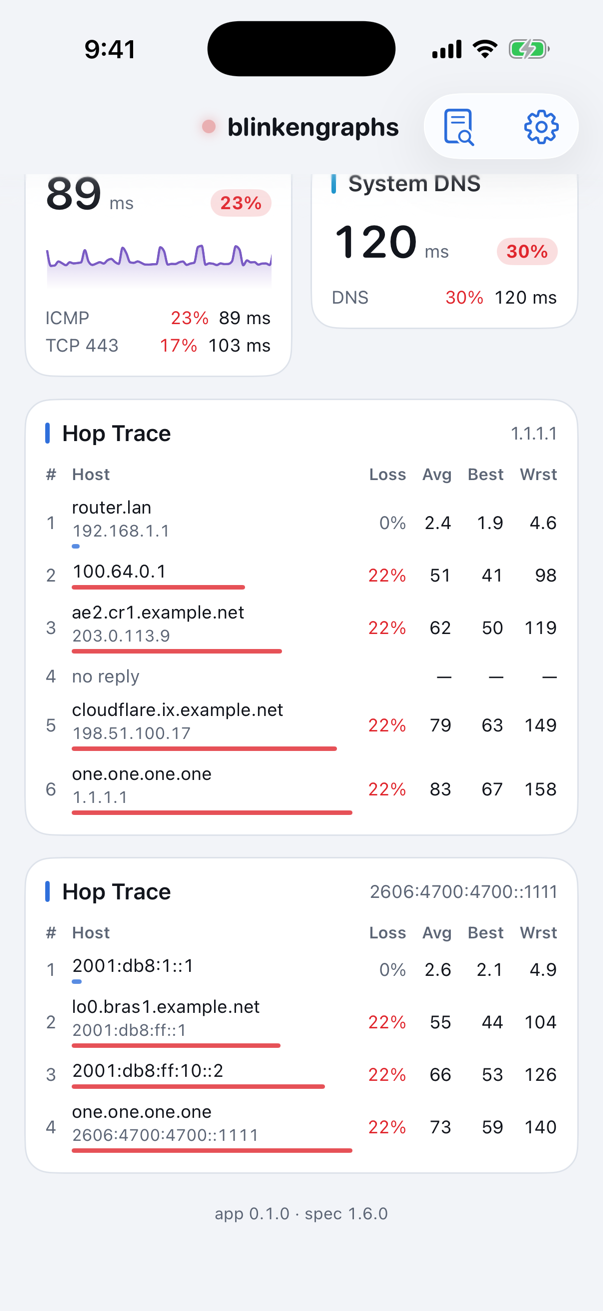 9:41
blinkengraphs
89 ms 23%
ICMP 23% 89 ms
TCP 443 17% 103 ms
System DNS
120 ms 30%
DNS 30% 120 ms
Hop Trace 1.1.1.1
# Host Loss Avg Best Wrst
1 router.lan 0% 2.4 1.9 4.6
192.168.1.1
2 100.64.0.1 22% 51 41 98
3 ae2.cr1.example.net 22% 62 50 119
203.0.113.9
4 no reply — — —
5 cloudflare.ix.example.net 22% 79 63 149
198.51.100.17
6 one.one.one.one 22% 83 67 158
1.1.1.1
Hop Trace 2606:4700:4700::1111
# Host Loss Avg Best Wrst
1 2001:db8:1::1 0% 2.6 2.1 4.9
2 lo0.bras1.example.net 22% 55 44 104
2001:db8:ff::1
3 2001:db8:ff:10::2 22% 66 53 126
4 one.one.one.one 22% 73 59 140
2606:4700:4700::1111
app 0.1.0 · spec 1.6.0